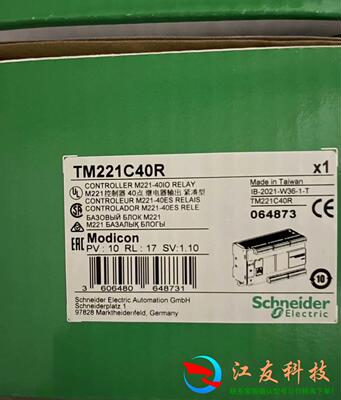 TM221C40R
x1
CONTROLLER M221-40IO RELAY
M221控制器 40点 继电器输出 紧凑型
CONTROLEUR M221-40ES RELAIS
CONTROLADOR M221-40ES RELE
БАЗОВЫЙ БЛОК M221
M221 БАЗАЛЫҚ БЛОГЫ
Made in Taiwan
IB-2021-W36-1-T
TM221C40R
064873
EAC
Modicon
PV : 10 RL : 17 SV:1.10
3 606480 648731
10
Schneider Electric Automation GmbH
Schneiderplatz 1
97828 Marktheidenfeld, Germany
Schneider
Electric
江友科技